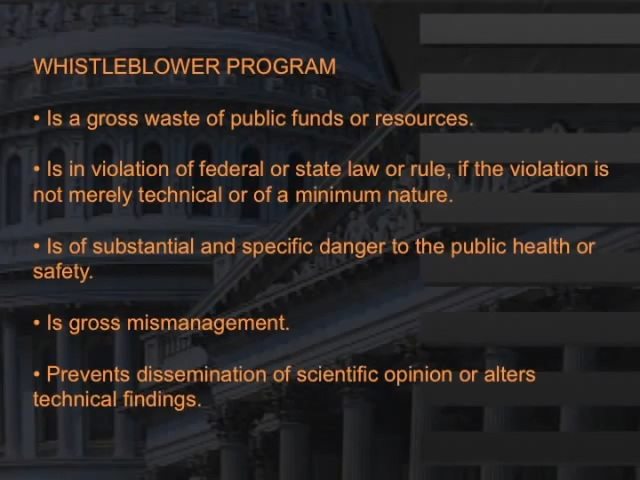 WHISTLEBLOWER PROGRAM
• Is a gross waste of public funds or resources.
• Is in violation of federal or state law or rule, if the violation is
not merely technical or of a minimum nature.
• Is of substantial and specific danger to the public health or
safety.
• Is gross mismanagement.
• Prevents dissemination of scientific opinion or alters
technical findings.